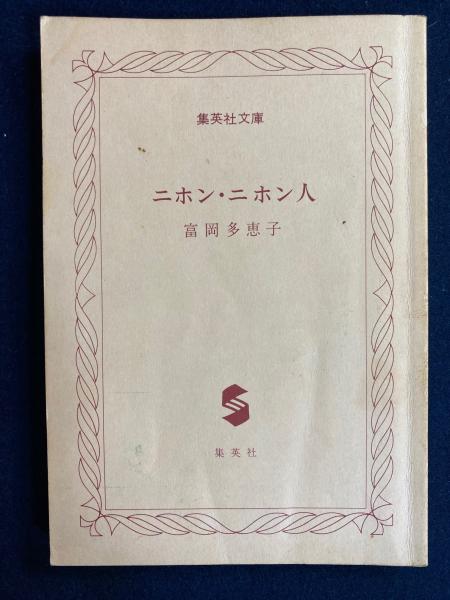 集英社文庫
ニホン・ニホン人
富岡多恵子
集英社